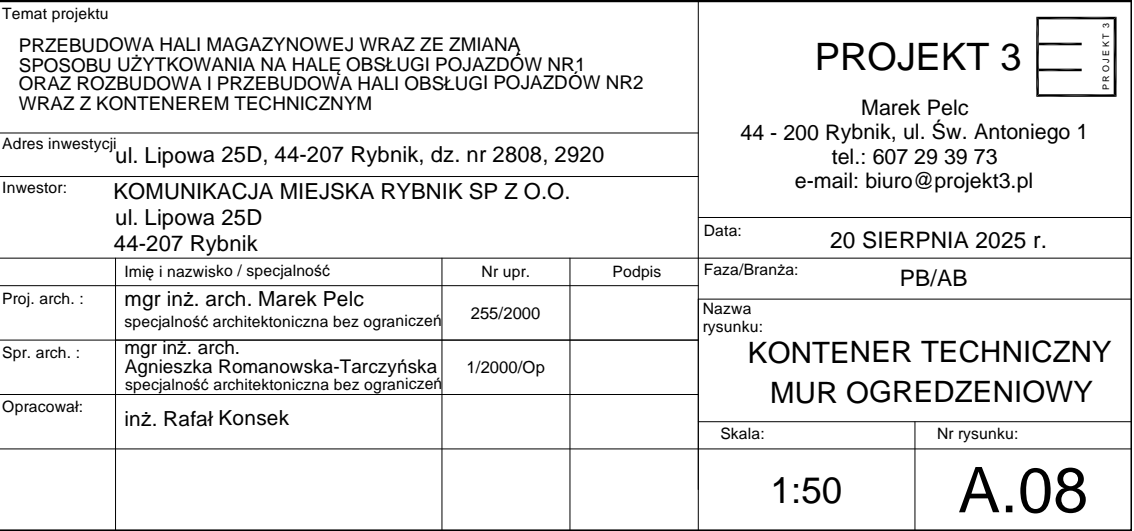 Temat projektu
PRZEBUDOWA HALI MAGAZYNOWEJ WRAZ ZE ZMIANĄ
SPOSOBU UŻYTKOWANIA NA HALĘ OBSŁUGI POJAZDÓW NR1
ORAZ ROZBUDOWA I PRZEBUDOWA HALI OBSŁUGI POJAZDÓW NR2
WRAZ Z KONTENEREM TECHNICZNYM
Adres inwestycji
ul. Lipowa 25D, 44-207 Rybnik, dz. nr 2808, 2920
Inwestor:
KOMUNIKACJA MIEJSKA RYBNIK SP Z O.O.
ul. Lipowa 25D
44-207 Rybnik
Imię i nazwisko / specjalność
Nr upr.
Podpis
Proj. arch. :
mgr inż. arch. Marek Pelc
specjalność architektoniczna bez ograniczeń
255/2000
Spr. arch. :
mgr inż. arch.
Agnieszka Romanowska-Tarczyńska
specjalność architektoniczna bez ograniczeń
1/2000/Op
Opracował:
inż. Rafał Konsek
PROJEKT 3
PROJEKT 3
Marek Pelc
44 - 200 Rybnik, ul. Św. Antoniego 1
tel.: 607 29 39 73
e-mail: biuro@projekt3.pl
Data:
20 SIERPNIA 2025 r.
Faza/Branża:
PB/AB
Nazwa
rysunku:
KONTENER TECHNICZNY
MUR OGREDZENIOWY
Skala:
1:50
Nr rysunku:
A.08